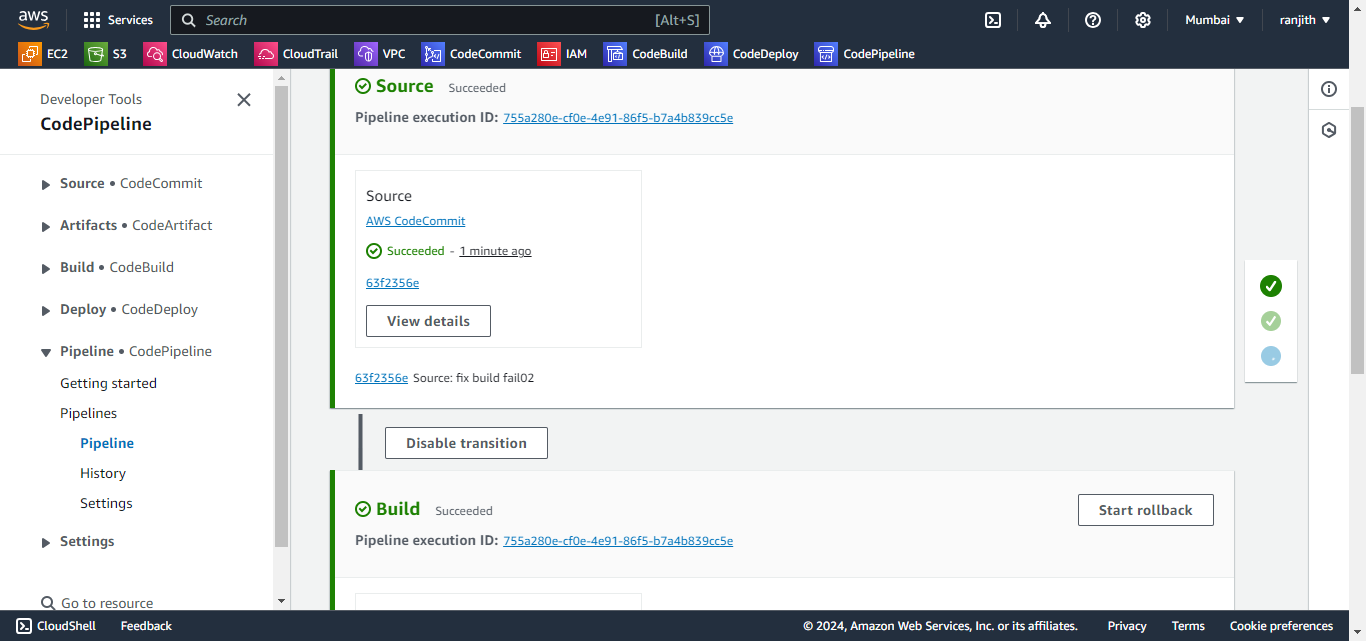 aws Services Search [Alt+S] Mumbai ▼ ranjith ▼
EC2 S3 CloudWatch CloudTrail VPC CodeCommit IAM CodeBuild CodeDeploy CodePipeline
Developer Tools
CodePipeline
Source • CodeCommit
Artifacts • CodeArtifact
Build • CodeBuild
Deploy • CodeDeploy
Pipeline • CodePipeline
Getting started
Pipelines
Pipeline
History
Settings
Settings
Go to resource
Source Succeeded
Pipeline execution ID: 755a280e-cf0e-4e91-86f5-b7a4b839cc5e
Source
AWS CodeCommit
Succeeded - 1 minute ago
63f2356e
View details
63f2356e Source: fix build fail02
Disable transition
Build Succeeded
Start rollback
Pipeline execution ID: 755a280e-cf0e-4e91-86f5-b7a4b839cc5e
CloudShell Feedback © 2024, Amazon Web Services, Inc. or its affiliates. Privacy Terms Cookie preferences